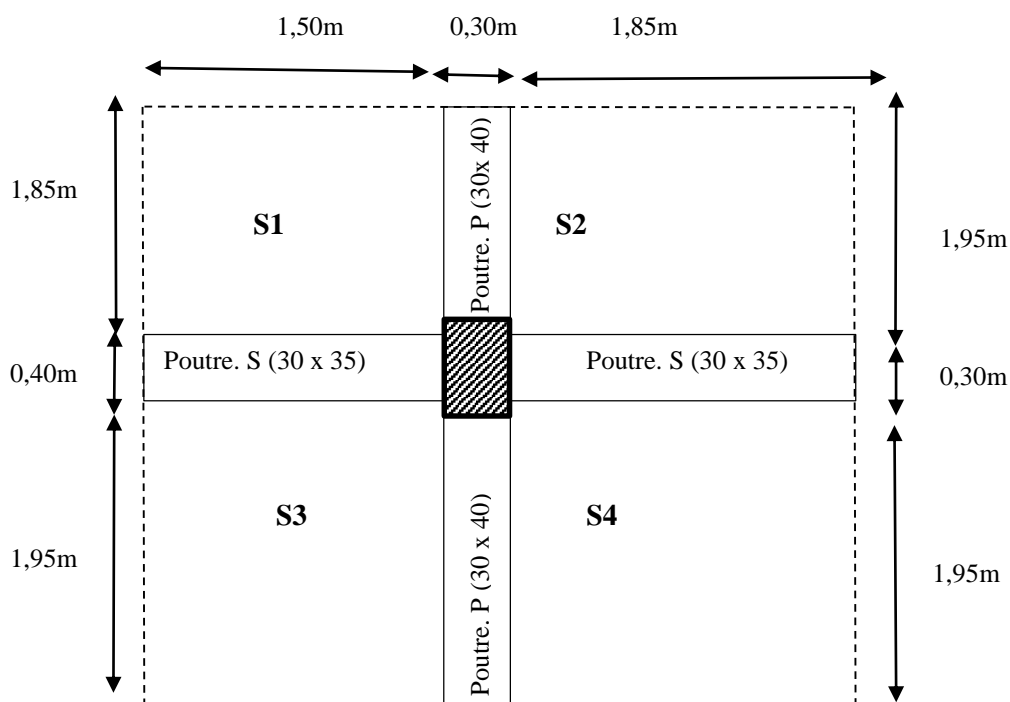 1,50m 0,30m 1,85m
1,85m
S1
Poutre. P (30x 40)
S2
1,95m
0,40m
Poutre. S (30 x 35)
Poutre. S (30 x 35)
0,30m
1,95m
S3
Poutre. P (30 x 40)
S4
1,95m